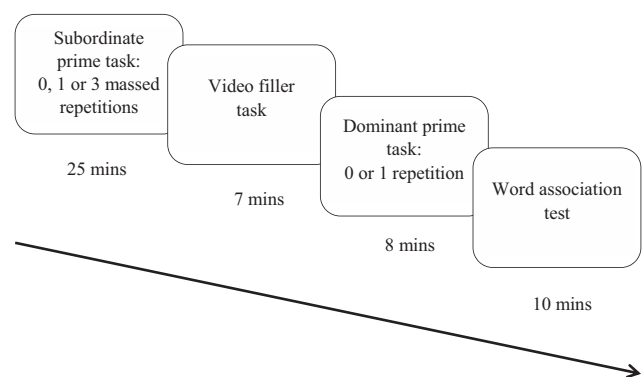 Subordinate
prime task:
0, 1 or 3 massed
repetitions
25 mins
Video filler
task
7 mins
Dominant prime
task:
0 or 1 repetition
8 mins
Word association
test
10 mins